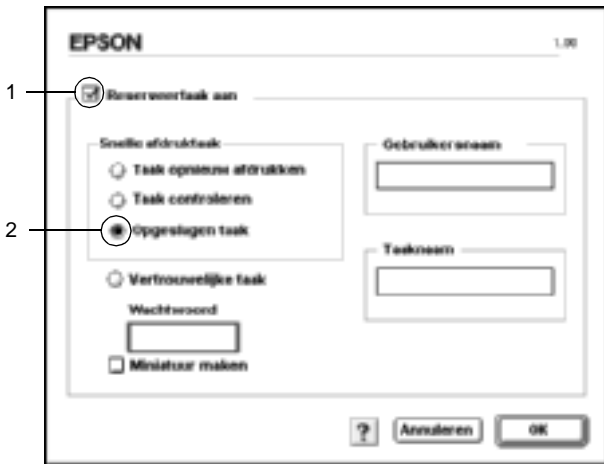 EPSON
1.00
1
Reserveertaak aan
Snelle afdruktaak
Gebruikersnaam
Taak opnieuw afdrukken
Taak controleren
2
Opgeslagen taak
Taaknaam
Vertrouwelijke taak
Wachtwoord
Miniatuur maken
?
Annuleren
OK